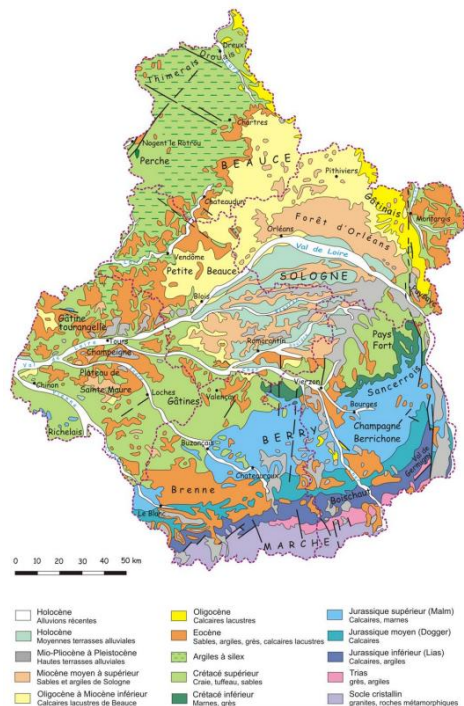 Dreux
Drouais
Thimerais
Chartres
Nogent le Rotrou
Perche
BEAUCE
Pithiviers
Gâtinais
Chateaudun
Forêt d'Orléans
Montargis
Orléans
Val de Loire
Vendôme
Petite Beauce
SOLOGNE
Blois
Gâtine tourangelle
Tours
Champeigne
Romorantin
Pays Fort
Plateau de Sainte Maure
Chinon
Loches
Gâtines
Valençay
Vierzon
Sancerrois
Bourges
Richelais
Buzançais
BERRY
Champagne Berrichone
Chateauroux
Brenne
Le Blanc
Boischaut
MARCHE
0 10 20 30 40 50 km
Holocène
Alluvions récentes
Holocène
Moyennes terrasses alluviales
Mio-Pliocène à Pleistocène
Hautes terrasses alluviales
Miocène moyen à supérieur
Sables et argiles de Sologne
Oligocène à Miocène inférieur
Calcaires lacustres de Beauce
Oligocène
Calcaires lacustres
Eocène
Sables, argiles, grés, calcaires lacustres
Argiles à silex
Crétacé supérieur
Craie, tuffeau, sables
Crétacé inférieur
Marnes, grès
Jurassique supérieur (Malm)
Calcaires, marnes
Jurassique moyen (Dogger)
Calcaires
Jurassique inférieur (Lias)
Calcaires, argiles
Trias
grès, argiles
Socle cristallin
granites, roches métamorphiques